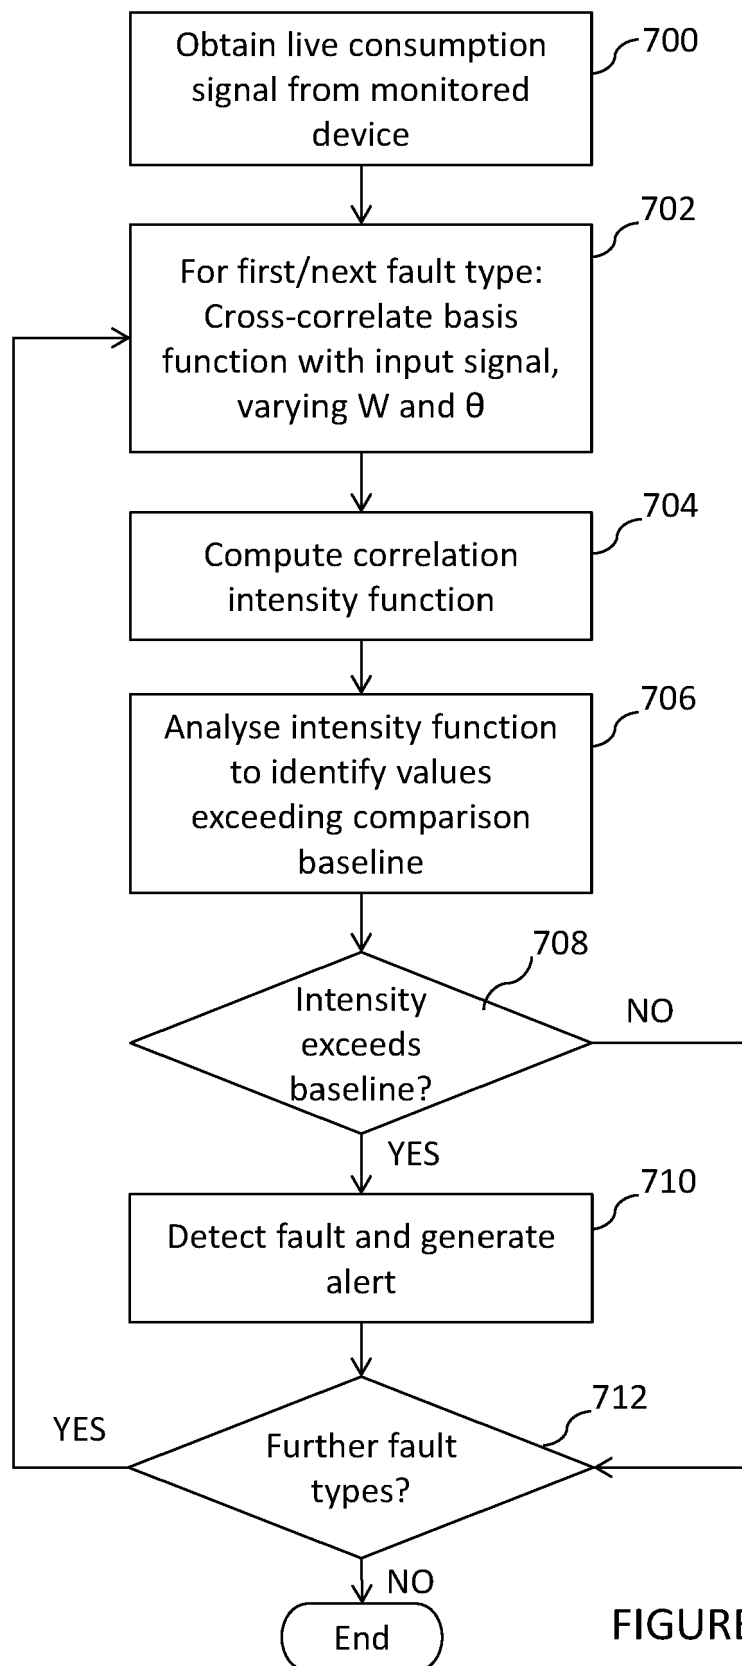 Obtain live consumption
signal from monitored
device
700
702
For first/next fault type:
Cross-correlate basis
function with input signal,
varying W and θ
704
Compute correlation
intensity function
706
Analyse intensity function
to identify values
exceeding comparison
baseline
708
Intensity
exceeds
baseline?
NO
YES
710
Detect fault and generate
alert
712
YES
Further fault
types?
NO
End
FIGURE